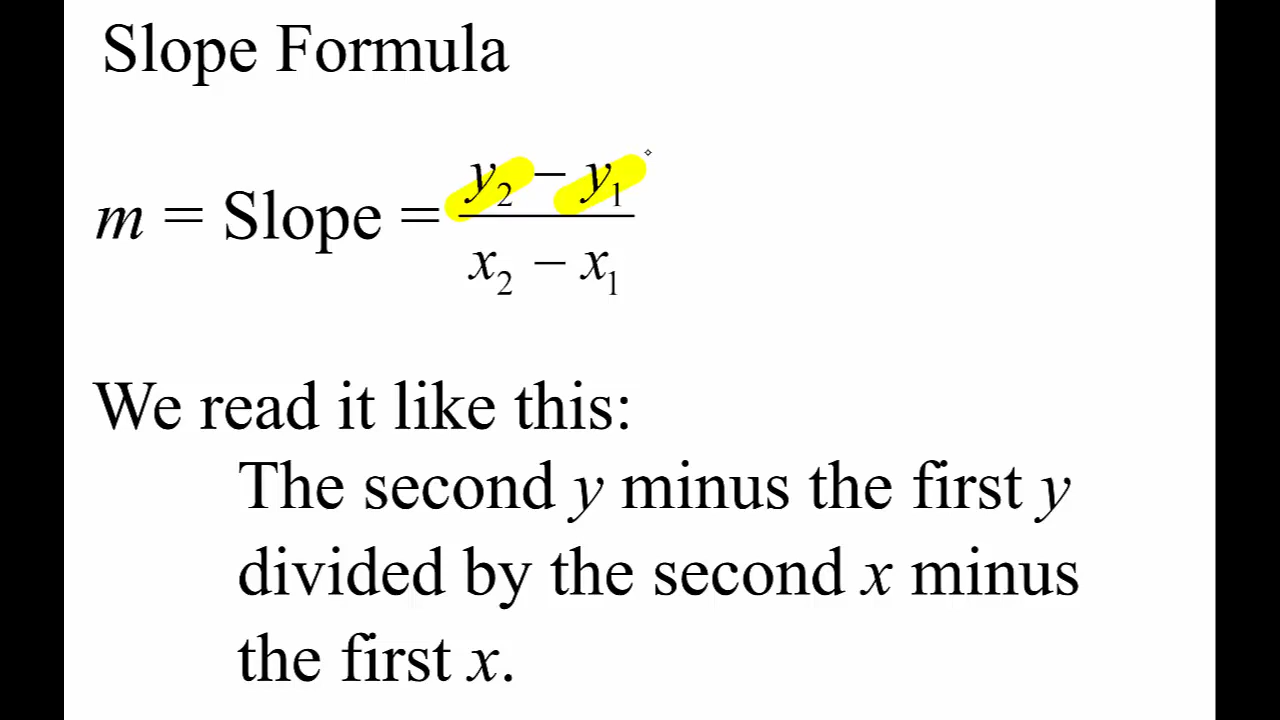 Slope Formula
m = Slope = y₂ − y₁ / x₂ − x₁
We read it like this:
The second y minus the first y
divided by the second x minus
the first x.